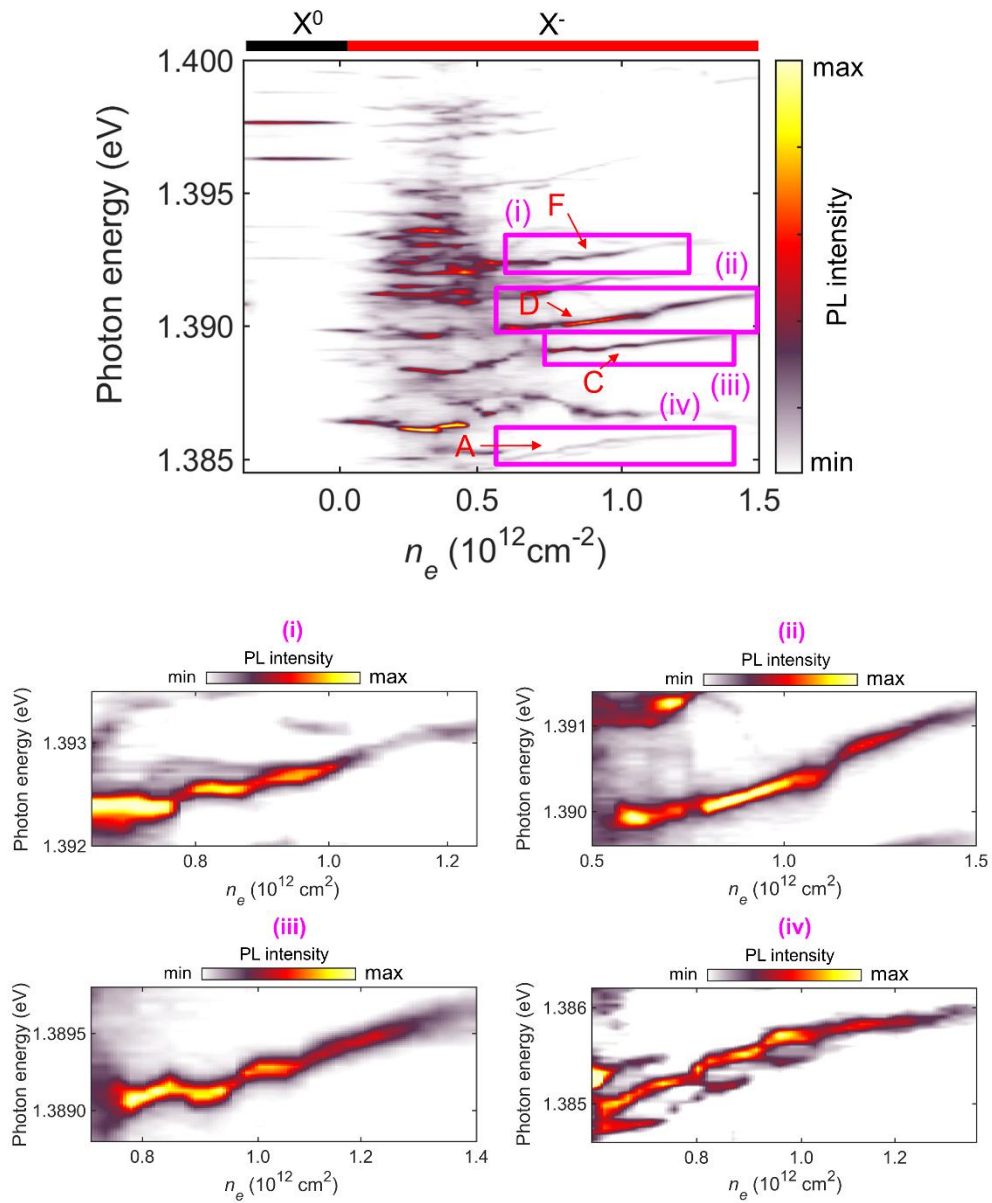 X⁰ X⁻
1.400
1.395
1.390
1.385
Photon energy (eV)
(i)
F
(ii)
D
C
(iii)
(iv)
A
0.0 0.5 1.0 1.5
nₑ (10¹²cm⁻²)
max
PL intensity
min
(i)
PL intensity
min max
1.393
1.392
Photon energy (eV)
0.8 1.0 1.2
nₑ (10¹² cm²)
(ii)
PL intensity
min max
1.391
1.390
Photon energy (eV)
0.5 1.0 1.5
nₑ (10¹² cm²)
(iii)
PL intensity
min max
1.3895
1.3890
Photon energy (eV)
0.8 1.0 1.2 1.4
nₑ (10¹² cm²)
(iv)
PL intensity
min max
1.386
1.385
Photon energy (eV)
0.8 1.0 1.2
nₑ (10¹² cm²)